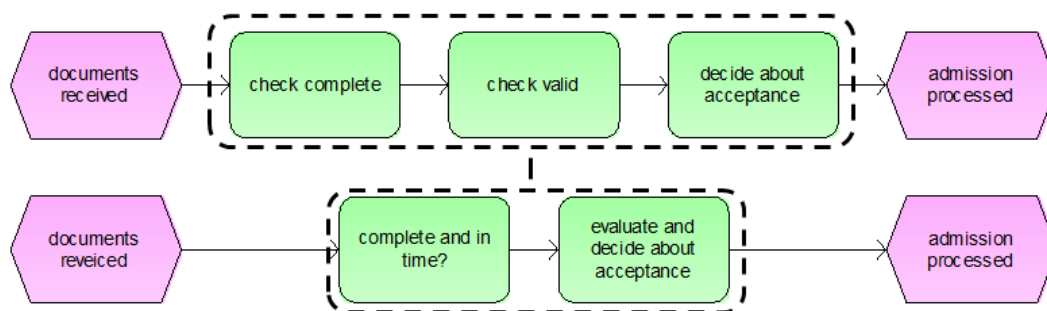 documents
received
check complete
check valid
decide about
acceptance
admission
processed
documents
reveiced
complete and in
time?
evaluate and
decide about
acceptance
admission
processed